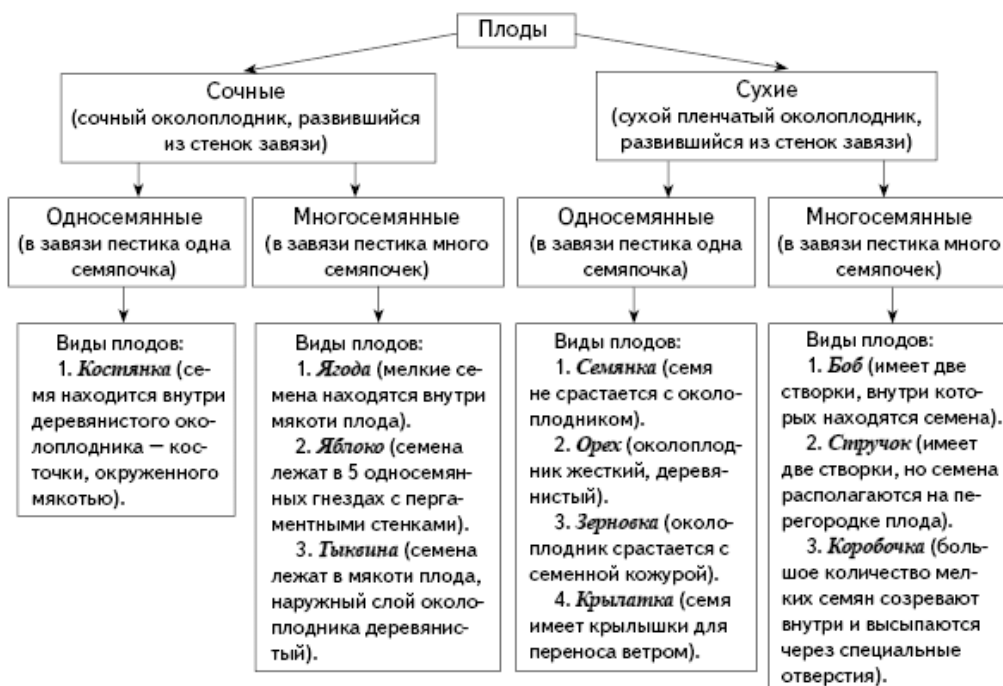 Плоды
Сочные
(сочный околоплодник, развившийся
из стенок завязи)
Сухие
(сухой пленчатый околоплодник,
развившийся из стенок завязи)
Односемянные
(в завязи пестика одна
семяпочка)
Многосемянные
(в завязи пестика много
семяпочек)
Односемянные
(в завязи пестика одна
семяпочка)
Многосемянные
(в завязи пестика много
семяпочек)
Виды плодов:
1. Костянка (се-
мя находится внутри
деревянистого око-
лоплодника — кос-
точки, окруженного
мякотью).
Виды плодов:
1. Ягода (мелкие се-
мена находятся внутри
мякоти плода).
2. Яблоко (семена
лежат в 5 односемян-
ных гнездах с перга-
ментными стенками).
3. Тыквина (семена
лежат в мякоти плода,
наружный слой около-
плодника деревянис-
тый).
Виды плодов:
1. Семянка (семя
не срастается с около-
плодником).
2. Орех (околоплод-
ник жесткий, деревя-
нистый).
3. Зерновка (около-
плодник срастается с
семенной кожурой).
4. Крылатка (семя
имеет крылышки для
переноса ветром).
Виды плодов:
1. Боб (имеет две
створки, внутри кото-
рых находятся семена).
2. Стручок (имеет
две створки, но семена
располагаются на пе-
регородке плода).
3. Коробочка (боль-
шое количество мел-
ких семян созревают
внутри и высыпаются
через специальные
отверстия).